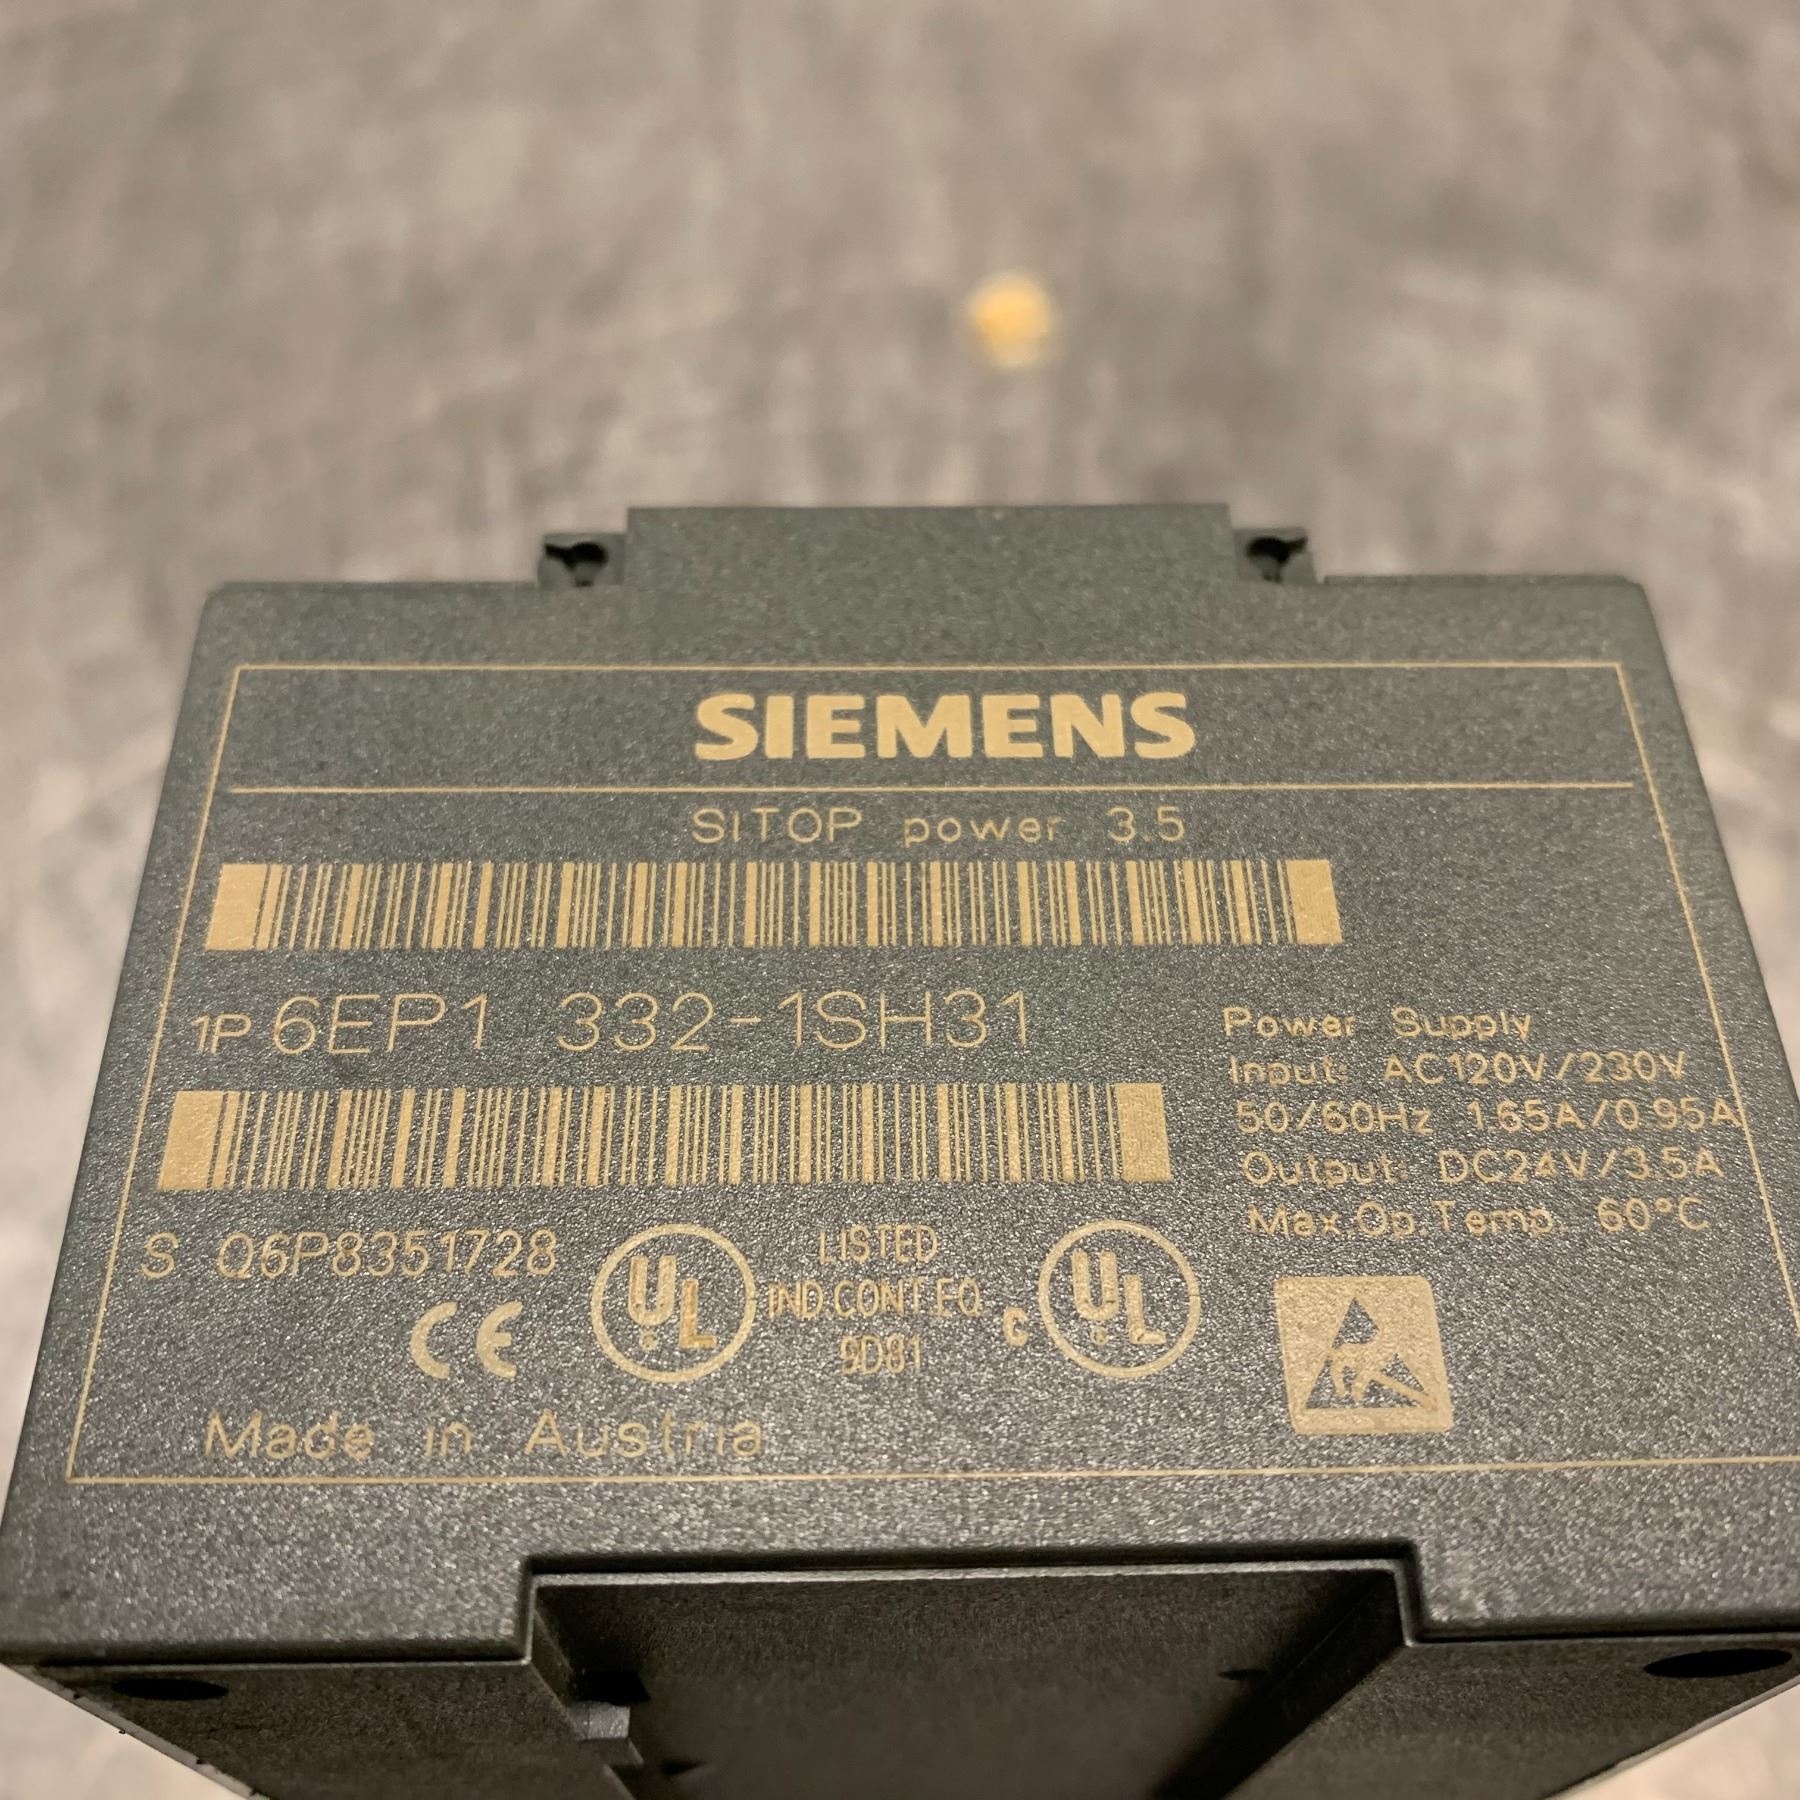 SIEMENS
SITOP power 3.5
1P 6EP1 332-1SH31
Power Supply
Input: AC120V/230V
50/60Hz 1.65A/0.95A
Output: DC24V/3.5A
Max.Op.Temp. 60°C
S Q6P8351728
CE
UL
LISTED
IND.CONT.EQ
9D81
C UL
Made in Austria